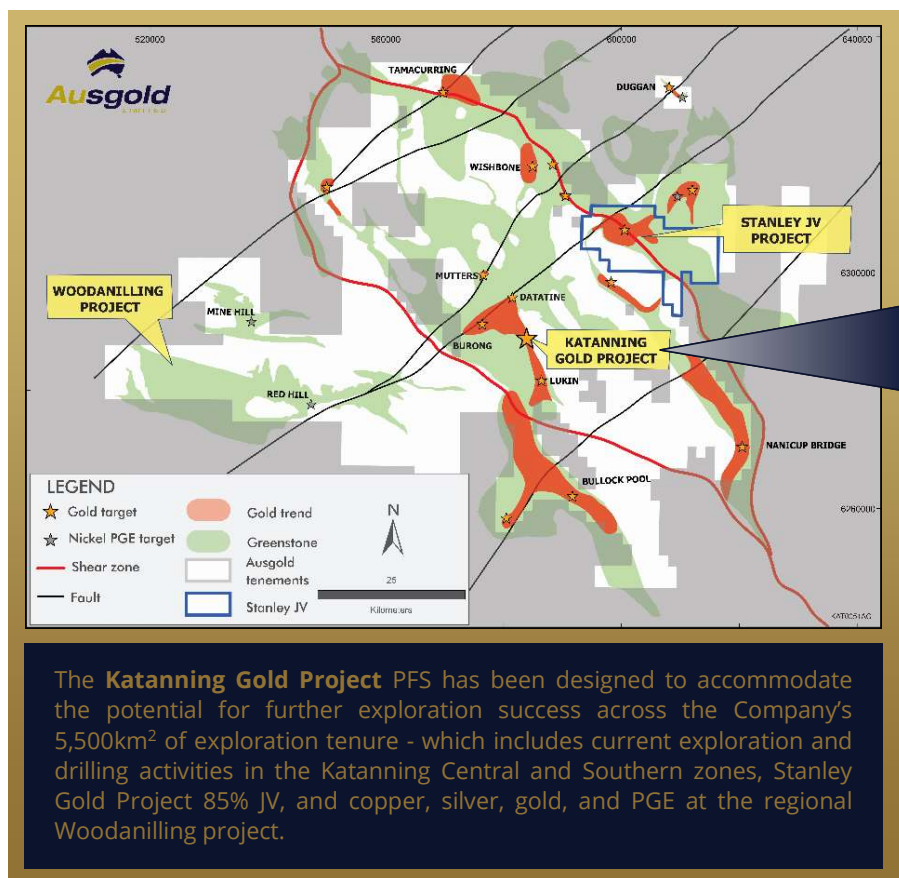 520000
560000
600000
640000
Ausgold
LIMITED
TAMACURRING
DUGGAN
WISHBONE
STANLEY JV
PROJECT
6300000
MUTTERS
WOODANILLING
PROJECT
DATATINE
MINE HILL
BURONG
KATANNING
GOLD PROJECT
LUKIN
RED HILL
NANICUP BRIDGE
BULLOCK POOL
6260000
LEGEND
Gold target
Nickel PGE target
Shear zone
Fault
Gold trend
Greenstone
Ausgold
tenements
Stanley JV
N
25
Kilometers
The Katanning Gold Project PFS has been designed to accommodate
the potential for further exploration success across the Company’s
5,500km² of exploration tenure - which includes current exploration and
drilling activities in the Katanning Central and Southern zones, Stanley
Gold Project 85% JV, and copper, silver, gold, and PGE at the regional
Woodanilling project.